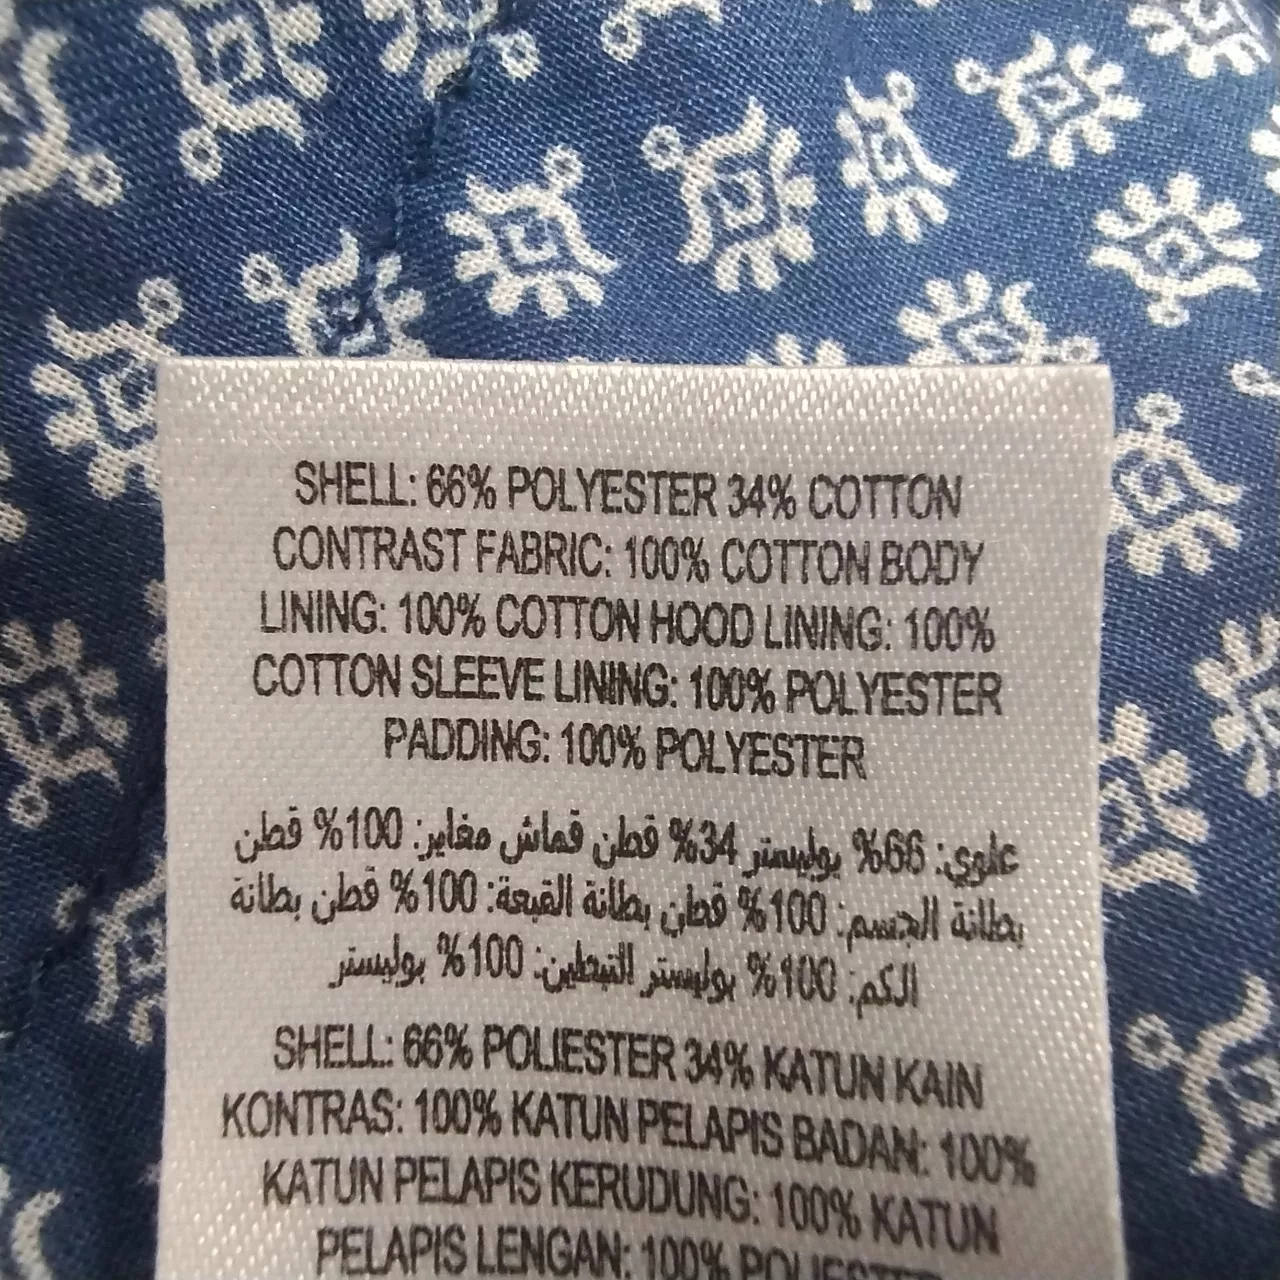 SHELL: 66% POLYESTER 34% COTTON
CONTRAST FABRIC: 100% COTTON BODY
LINING: 100% COTTON HOOD LINING: 100%
COTTON SLEEVE LINING: 100% POLYESTER
PADDING: 100% POLYESTER
علوي: 66% بوليستر 34% قطن قماش مغاير: 100% قطن
بطانة الجسم: 100% قطن بطانة القبعة: 100% قطن بطانة
الكم: 100% بوليستر التبطين: 100% بوليستر
SHELL: 66% POLIESTER 34% KATUN KAIN
KONTRAS: 100% KATUN PELAPIS BADAN: 100%
KATUN PELAPIS KERUDUNG: 100% KATUN
PELAPIS LENGAN: 100% POLIESTER